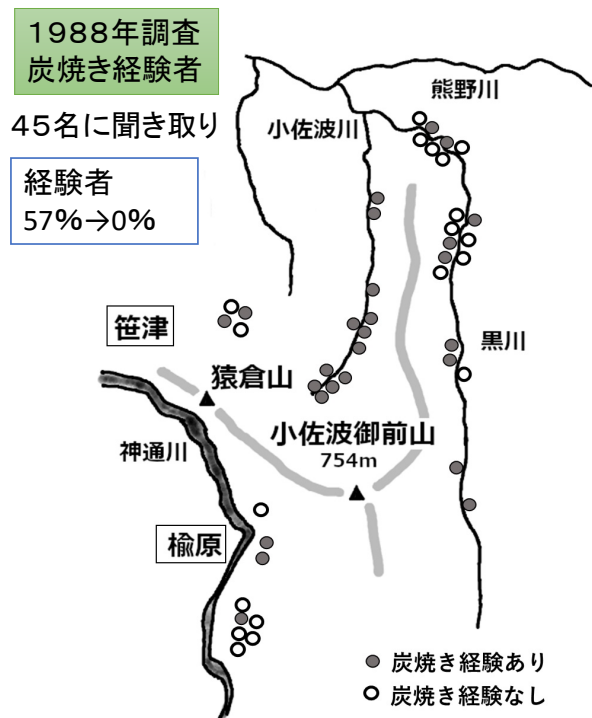 1988年調査
炭焼き経験者
45名に聞き取り
経験者
57%→0%
熊野川
小佐波川
笹津
猿倉山
黒川
小佐波御前山
754m
神通川
楡原
炭焼き経験あり
炭焼き経験なし